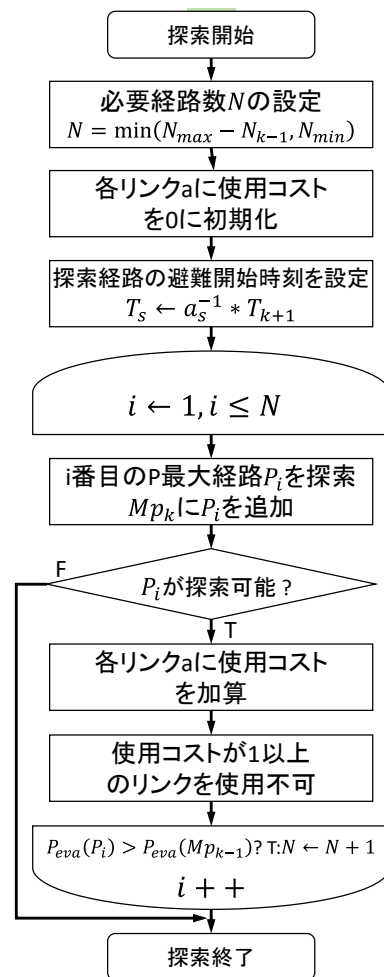 探索開始
必要経路数Nの設定
N = min(N_max − N_{k−1}, N_min)
各リンクaに使用コスト
を0に初期化
探索経路の避難開始時刻を設定
T_s ← a_s^{−1} * T_{k+1}
i ← 1, i ≤ N
i番目のP最大経路P_iを探索
Mp_kにP_iを追加
F
P_iが探索可能？
T
各リンクaに使用コスト
を加算
使用コストが1以上
のリンクを使用不可
P_eva(P_i) > P_eva(Mp_{k−1})? T:N ← N + 1
i + +
探索終了